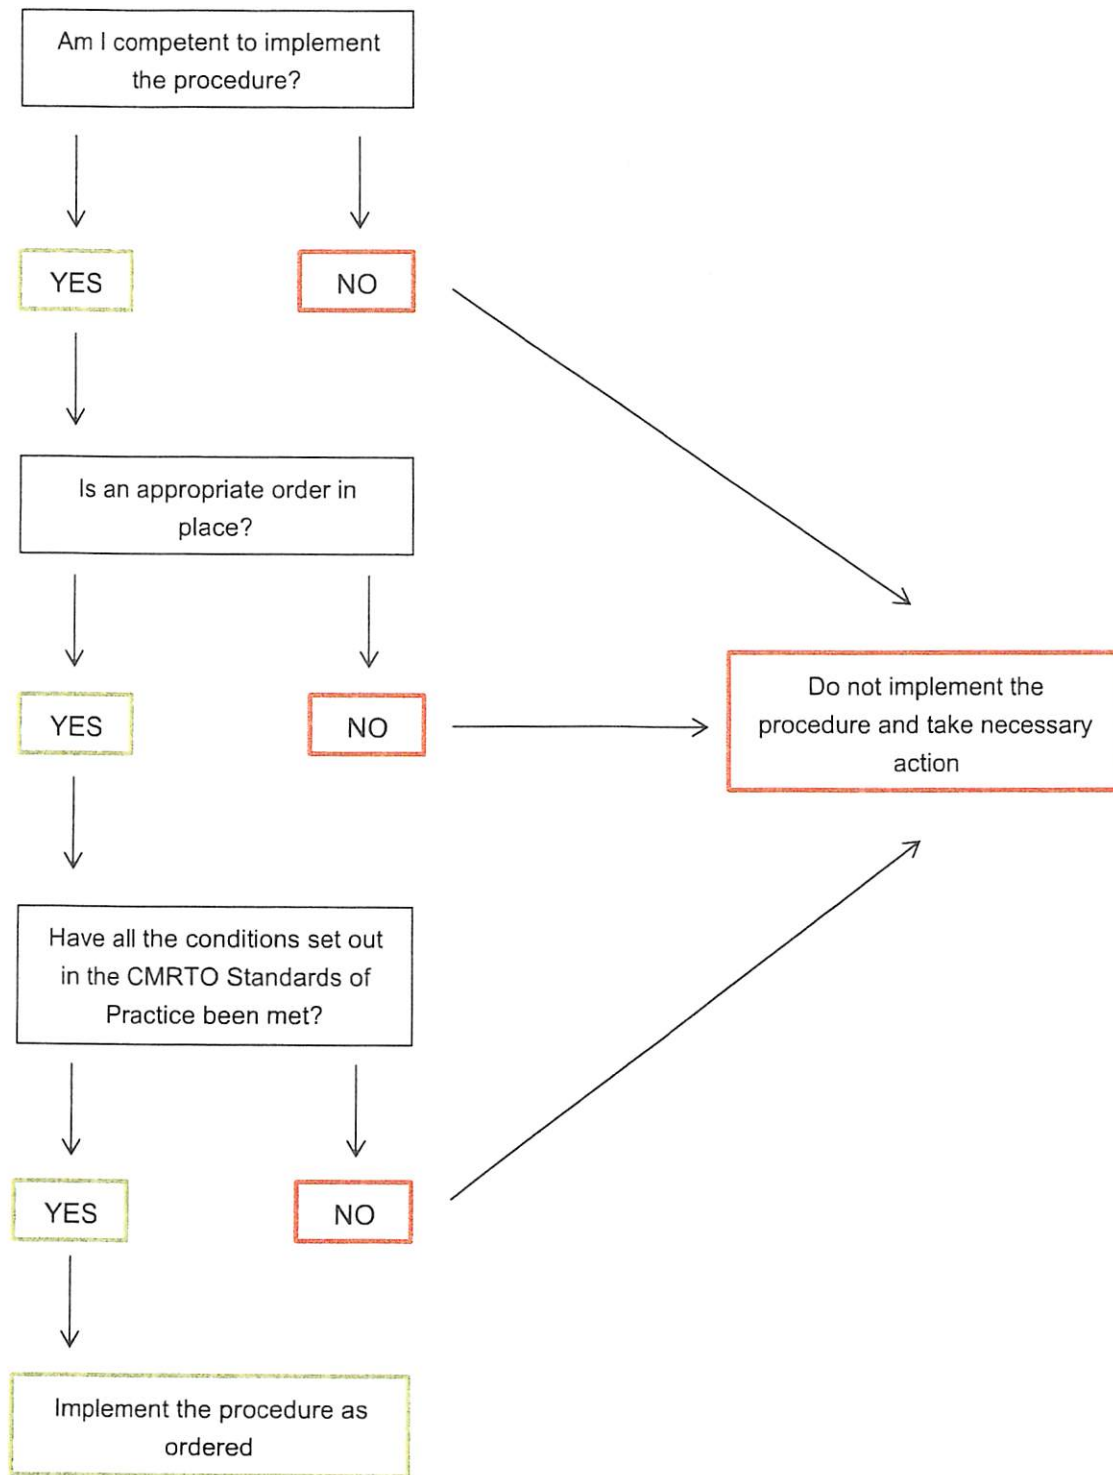 Am I competent to implement
the procedure?
YES
NO
Is an appropriate order in
place?
YES
NO
Do not implement the
procedure and take necessary
action
Have all the conditions set out
in the CMRTO Standards of
Practice been met?
YES
NO
Implement the procedure as
ordered